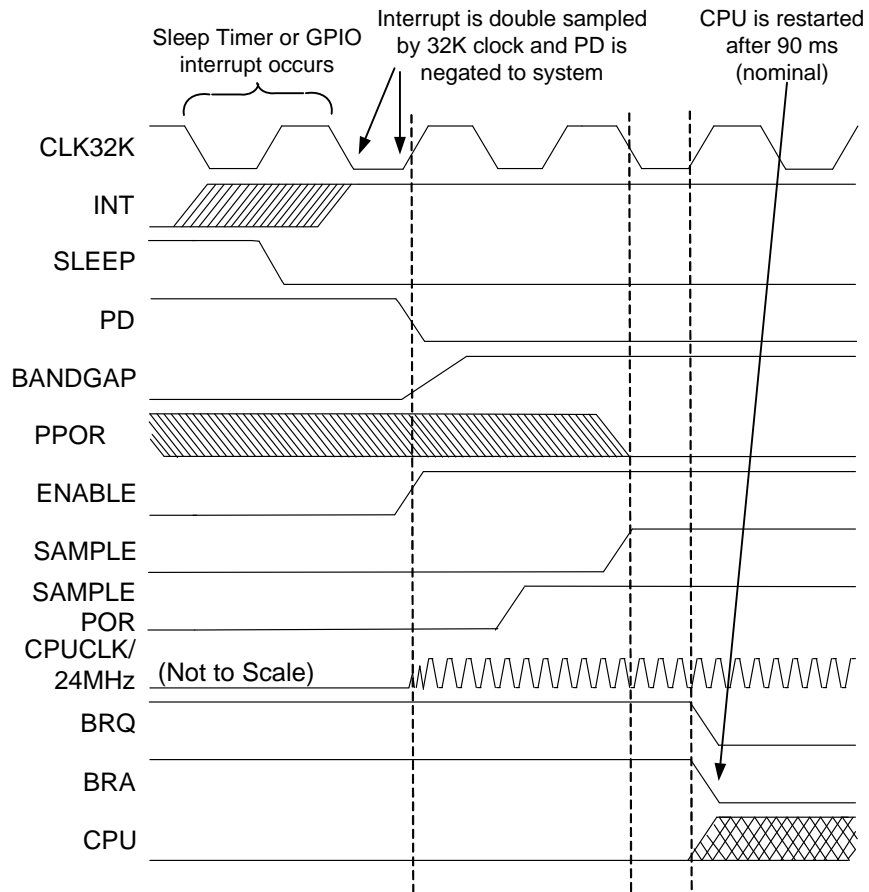 Sleep Timer or GPIO
interrupt occurs
Interrupt is double sampled
by 32K clock and PD is
negated to system
CPU is restarted
after 90 ms
(nominal)
CLK32K
INT
SLEEP
PD
BANDGAP
PPOR
ENABLE
SAMPLE
SAMPLE
POR
CPUCLK/
24MHz
(Not to Scale)
BRQ
BRA
CPU